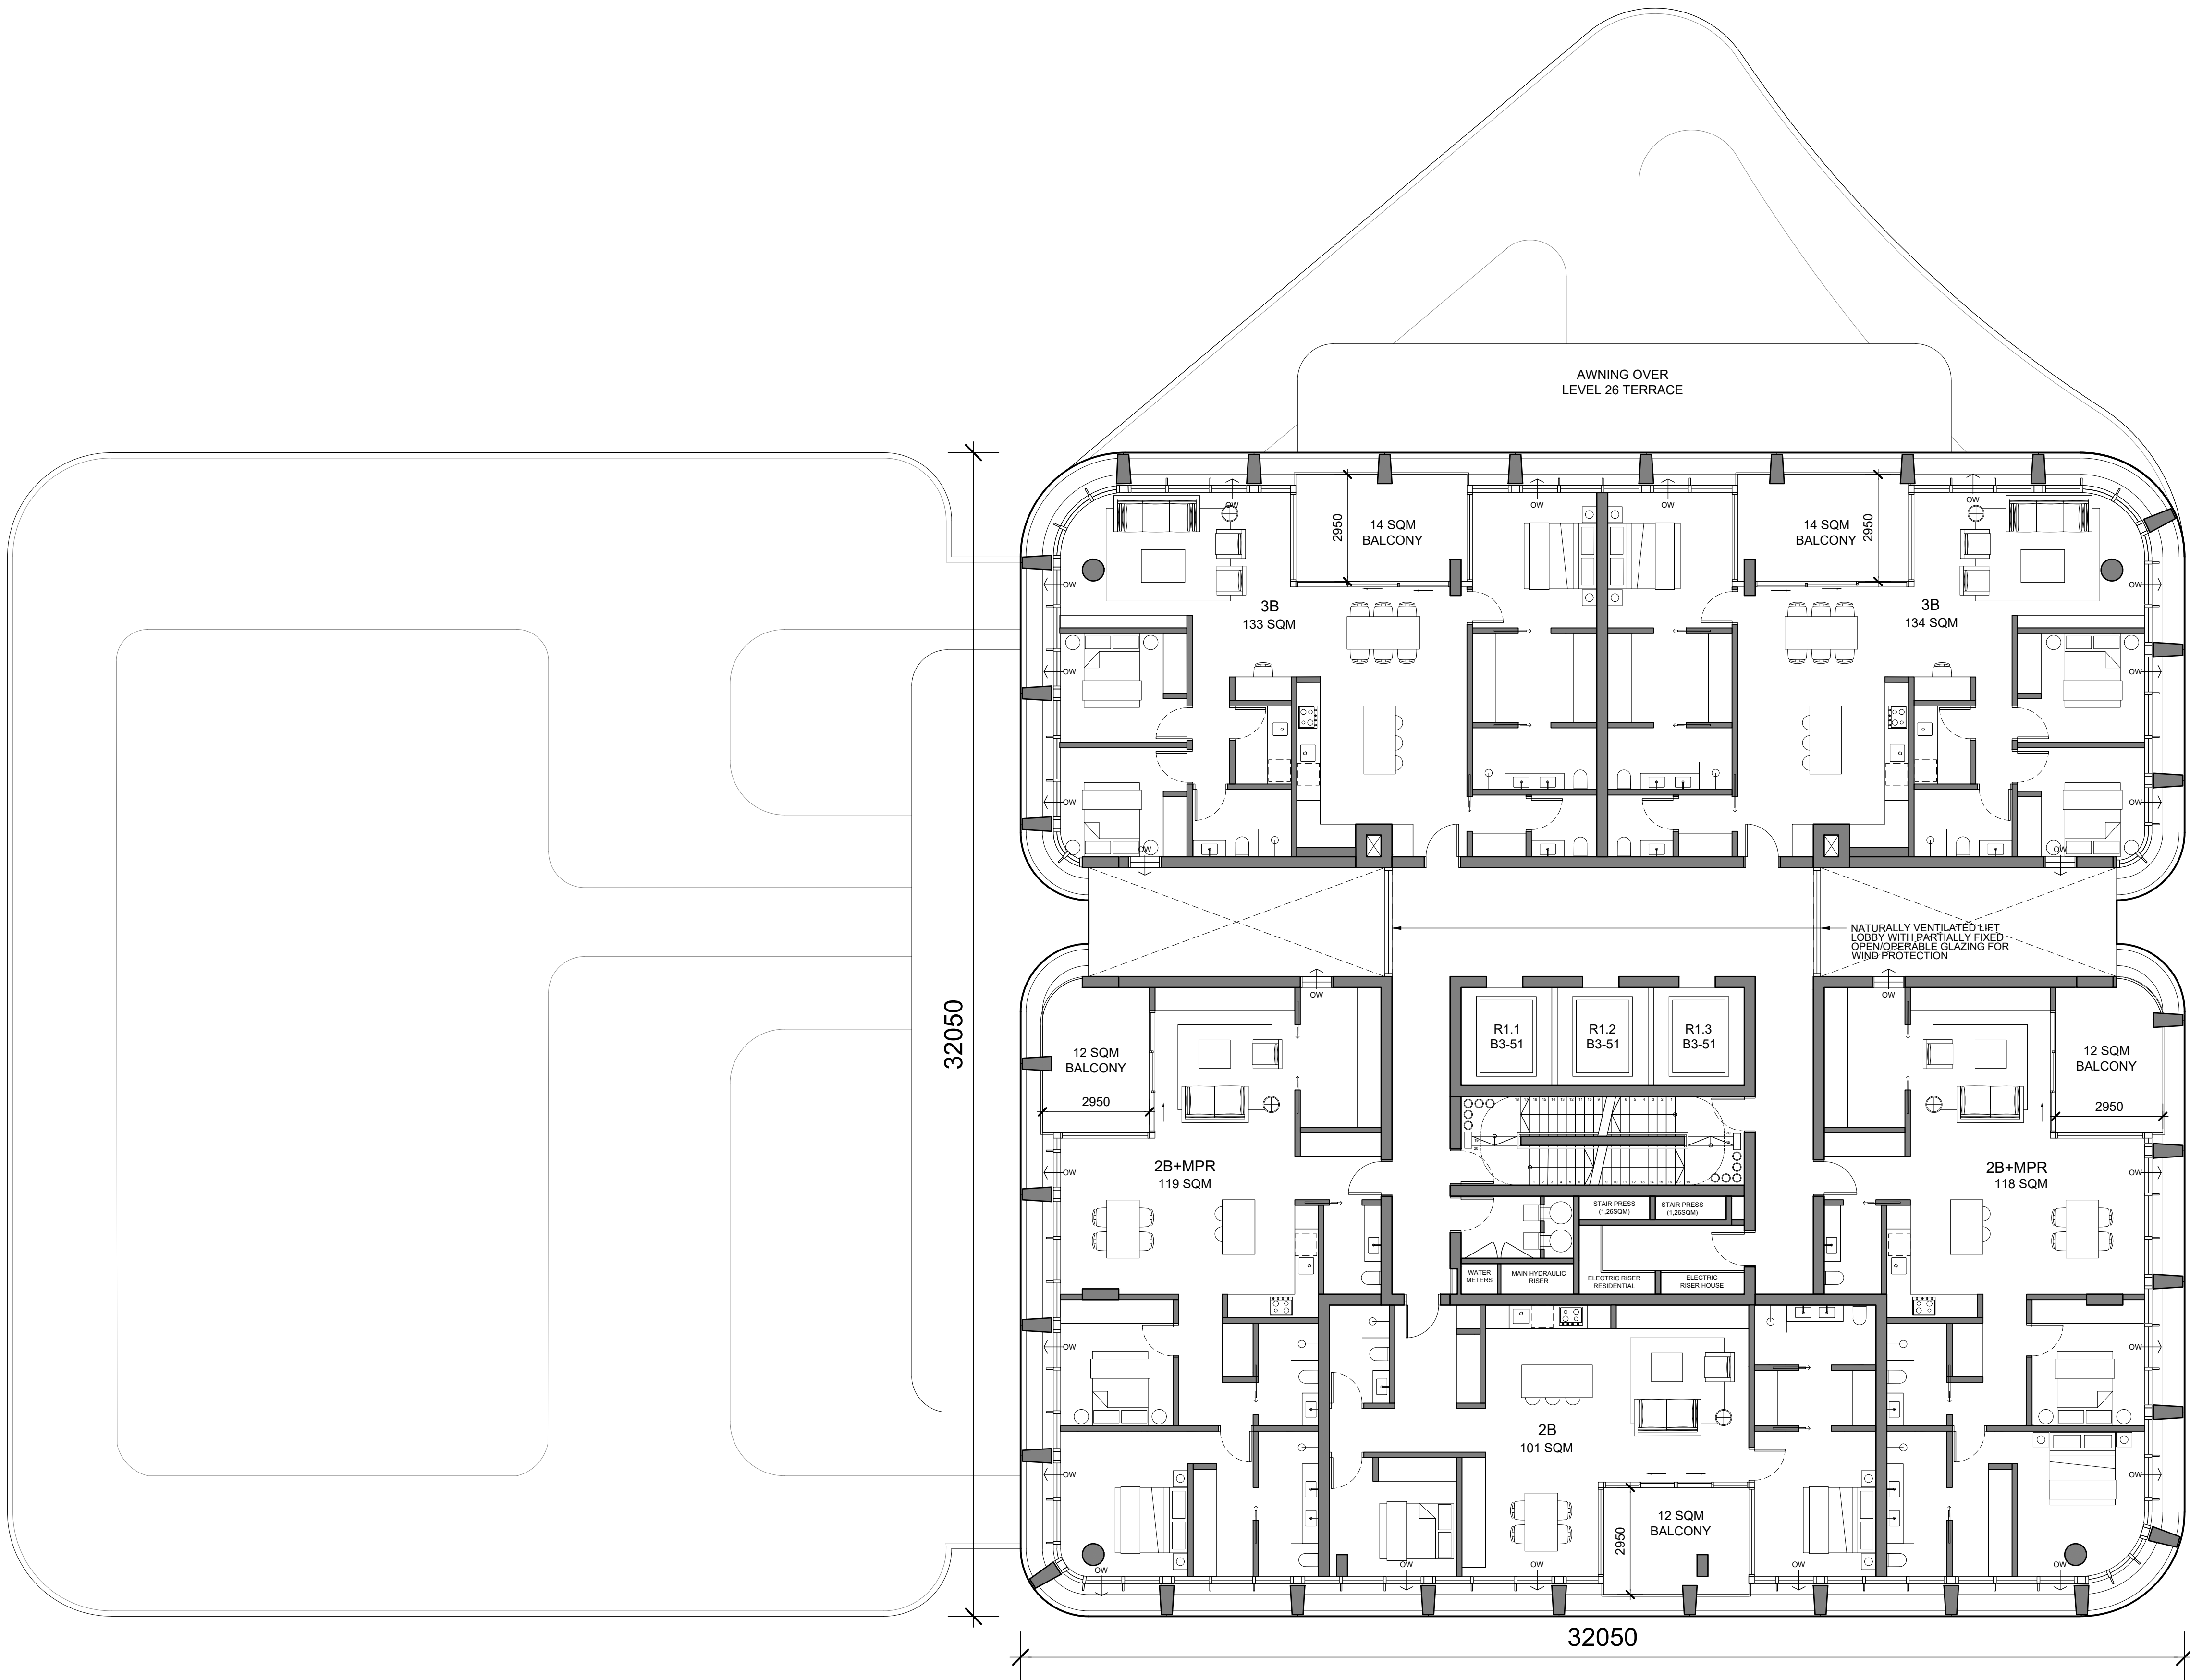 AWNING OVER
LEVEL 26 TERRACE
OW
OW
OW
OW
2950
14 SQM
BALCONY
14 SQM
BALCONY
2950
OW
OW
3B
133 SQM
3B
134 SQM
OW
OW
OW
OW
OW
OW
NATURALLY VENTILATED LIFT
LOBBY WITH PARTIALLY FIXED
OPEN/OPERABLE GLAZING FOR
WIND PROTECTION
OW
OW
32050
R1.1
B3-51
R1.2
B3-51
R1.3
B3-51
12 SQM
BALCONY
2950
12 SQM
BALCONY
2950
2B+MPR
119 SQM
2B+MPR
118 SQM
OW
OW
STAIR PRESS
(1,26SQM)
STAIR PRESS
(1,26SQM)
WATER
METERS
MAIN HYDRAULIC
RISER
ELECTRIC RISER
RESIDENTIAL
ELECTRIC
RISER HOUSE
OW
OW
2B
101 SQM
OW
OW
2950
12 SQM
BALCONY
OW
OW
OW
OW
OW
32050